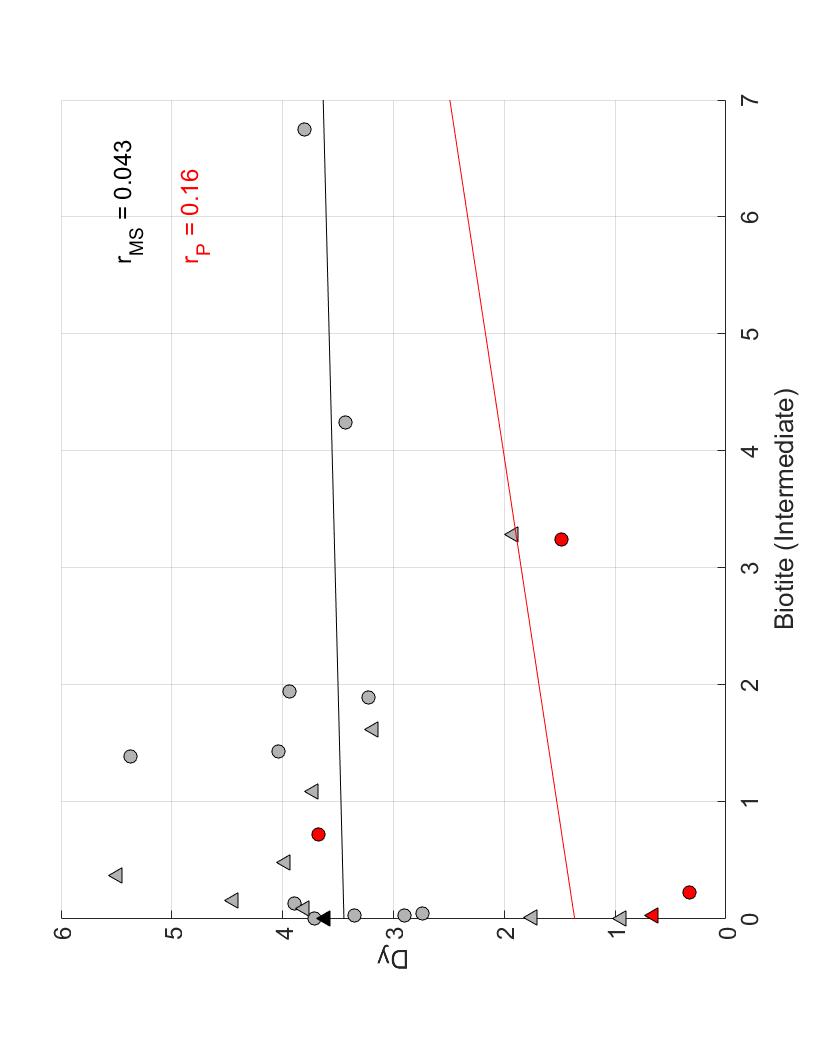 6
5
4
3
2
1
0
Dy
r_MS = 0.043
r_P = 0.16
0 1 2 3 4 5 6 7
Biotite (Intermediate)